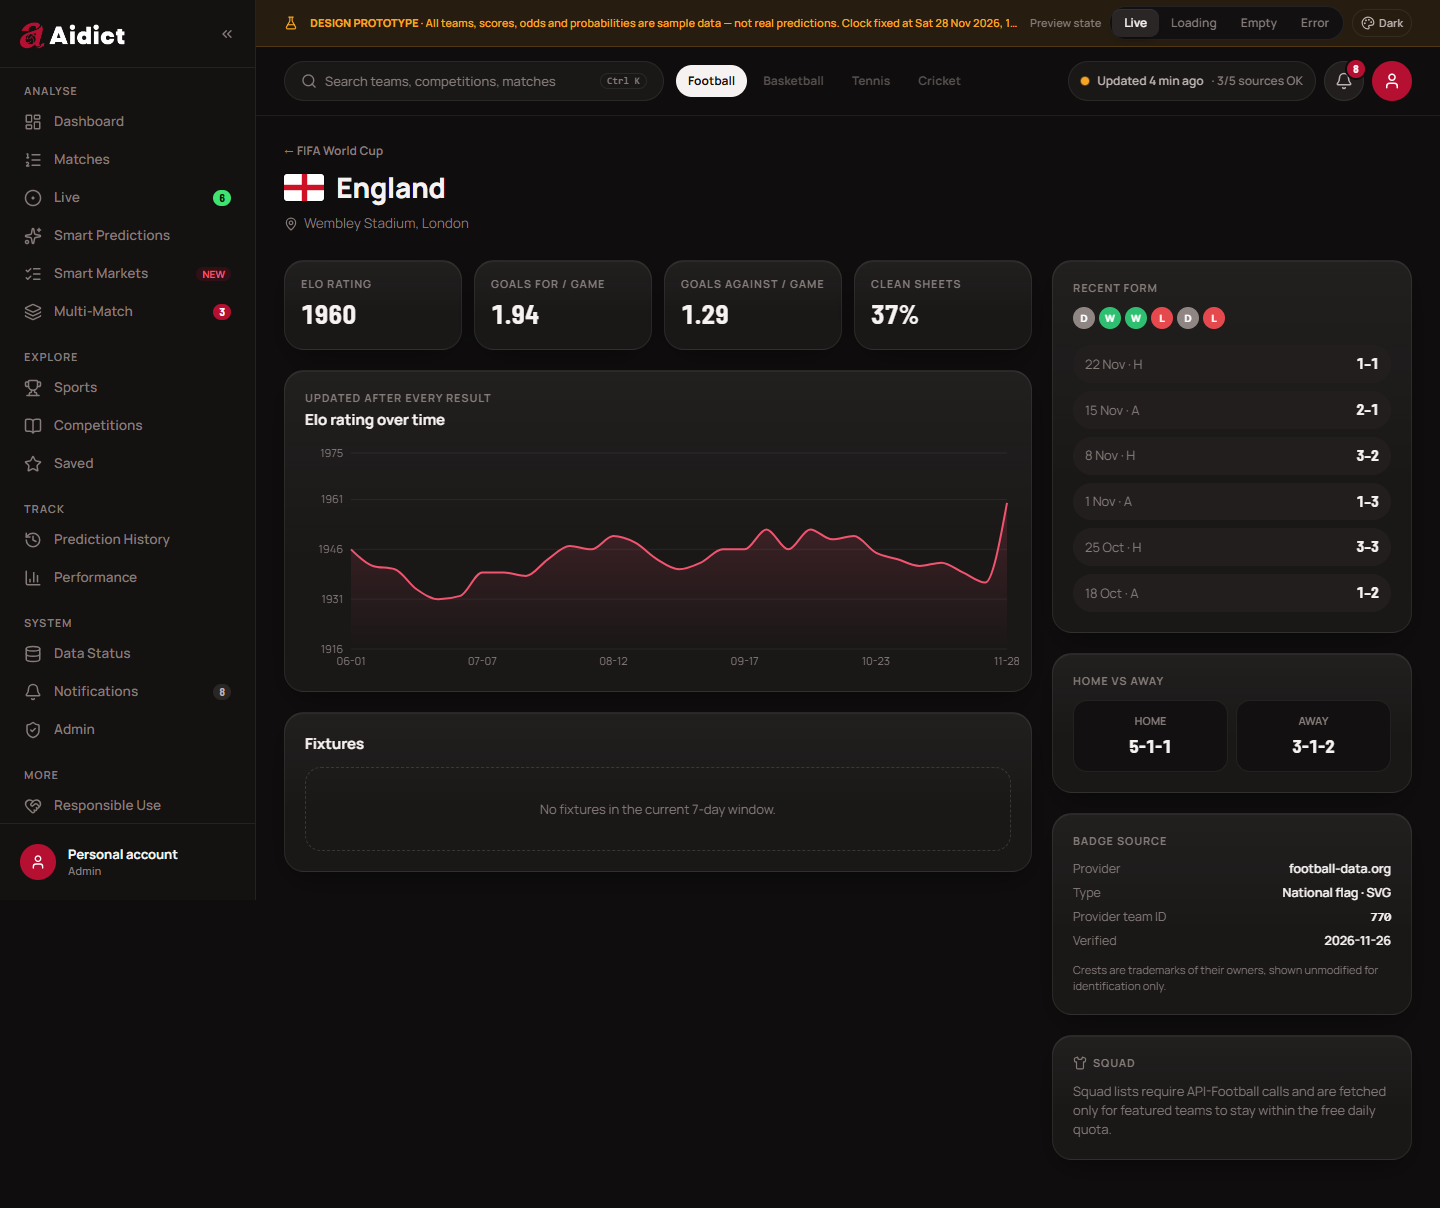 Aidict
ANALYSE
Dashboard
Matches
Live 6
Smart Predictions
Smart Markets NEW
Multi-Match 3
EXPLORE
Sports
Competitions
Saved
TRACK
Prediction History
Performance
SYSTEM
Data Status
Notifications 8
Admin
MORE
Responsible Use
Personal account
Admin
DESIGN PROTOTYPE · All teams, scores, odds and probabilities are sample data — not real predictions. Clock fixed at Sat 28 Nov 2026, 1... Preview state Live Loading Empty Error Dark
Search teams, competitions, matches Ctrl K Football Basketball Tennis Cricket Updated 4 min ago · 3/5 sources OK 8
← FIFA World Cup
England
Wembley Stadium, London
ELO RATING
1960
GOALS FOR / GAME
1.94
GOALS AGAINST / GAME
1.29
CLEAN SHEETS
37%
UPDATED AFTER EVERY RESULT
Elo rating over time
1975
1961
1946
1931
1916
06-01 07-07 08-12 09-17 10-23 11-28
Fixtures
No fixtures in the current 7-day window.
RECENT FORM
D W W L D L
22 Nov · H 1–1
15 Nov · A 2–1
8 Nov · H 3–2
1 Nov · A 1–3
25 Oct · H 3–3
18 Oct · A 1–2
HOME VS AWAY
HOME
5-1-1
AWAY
3-1-2
BADGE SOURCE
Provider football-data.org
Type National flag · SVG
Provider team ID 770
Verified 2026-11-26
Crests are trademarks of their owners, shown unmodified for
identification only.
SQUAD
Squad lists require API-Football calls and are fetched
only for featured teams to stay within the free daily
quota.